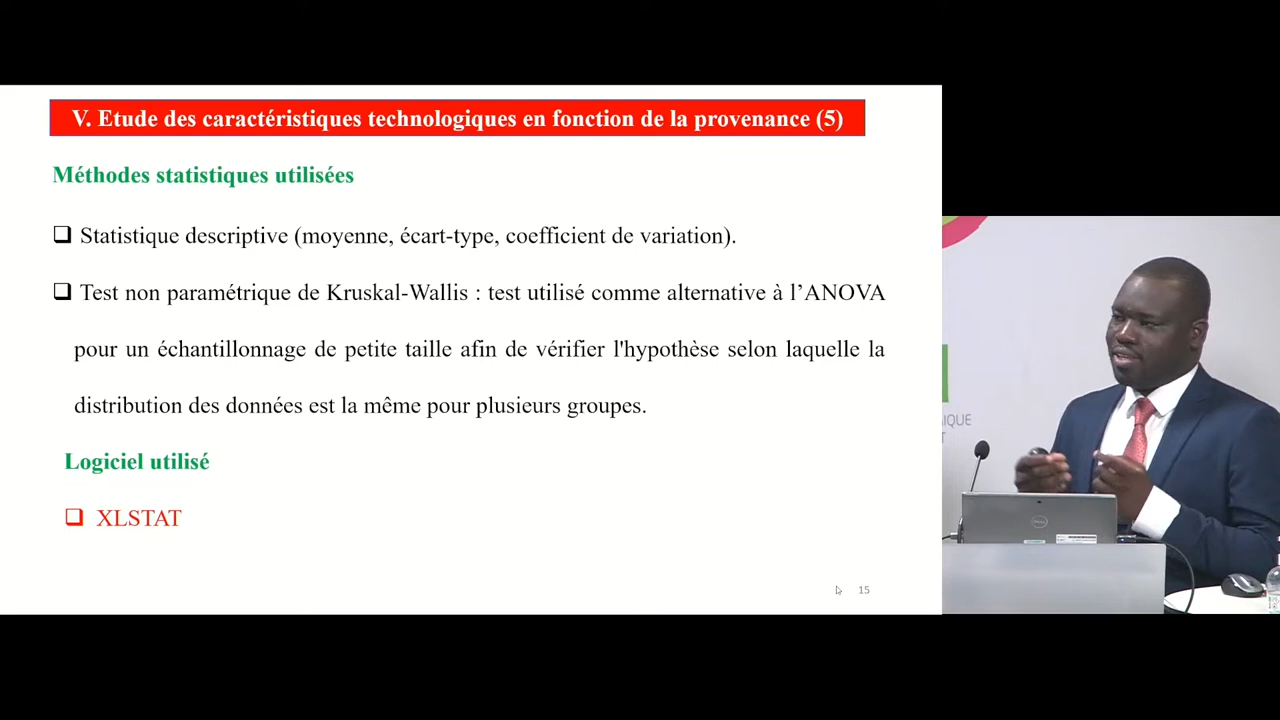 V. Etude des caractéristiques technologiques en fonction de la provenance (5)
Méthodes statistiques utilisées
❑ Statistique descriptive (moyenne, écart-type, coefficient de variation).
❑ Test non paramétrique de Kruskal-Wallis : test utilisé comme alternative à l’ANOVA
pour un échantillonnage de petite taille afin de vérifier l'hypothèse selon laquelle la
distribution des données est la même pour plusieurs groupes.
Logiciel utilisé
❑ XLSTAT
15
DELL